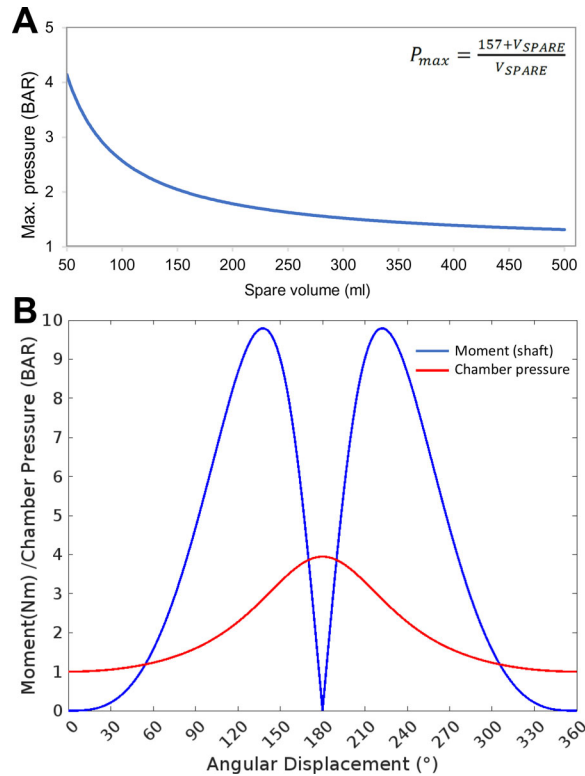 A
P_max = (157+V_SPARE)/V_SPARE
Max. pressure (BAR)
5
4
3
2
1
50 100 150 200 250 300 350 400 450 500
Spare volume (ml)
B
Moment(Nm) /Chamber Pressure (BAR)
10
9
8
7
6
5
4
3
2
1
0
Moment (shaft)
Chamber pressure
0 30 60 90 120 150 180 210 240 270 300 330 360
Angular Displacement (°)